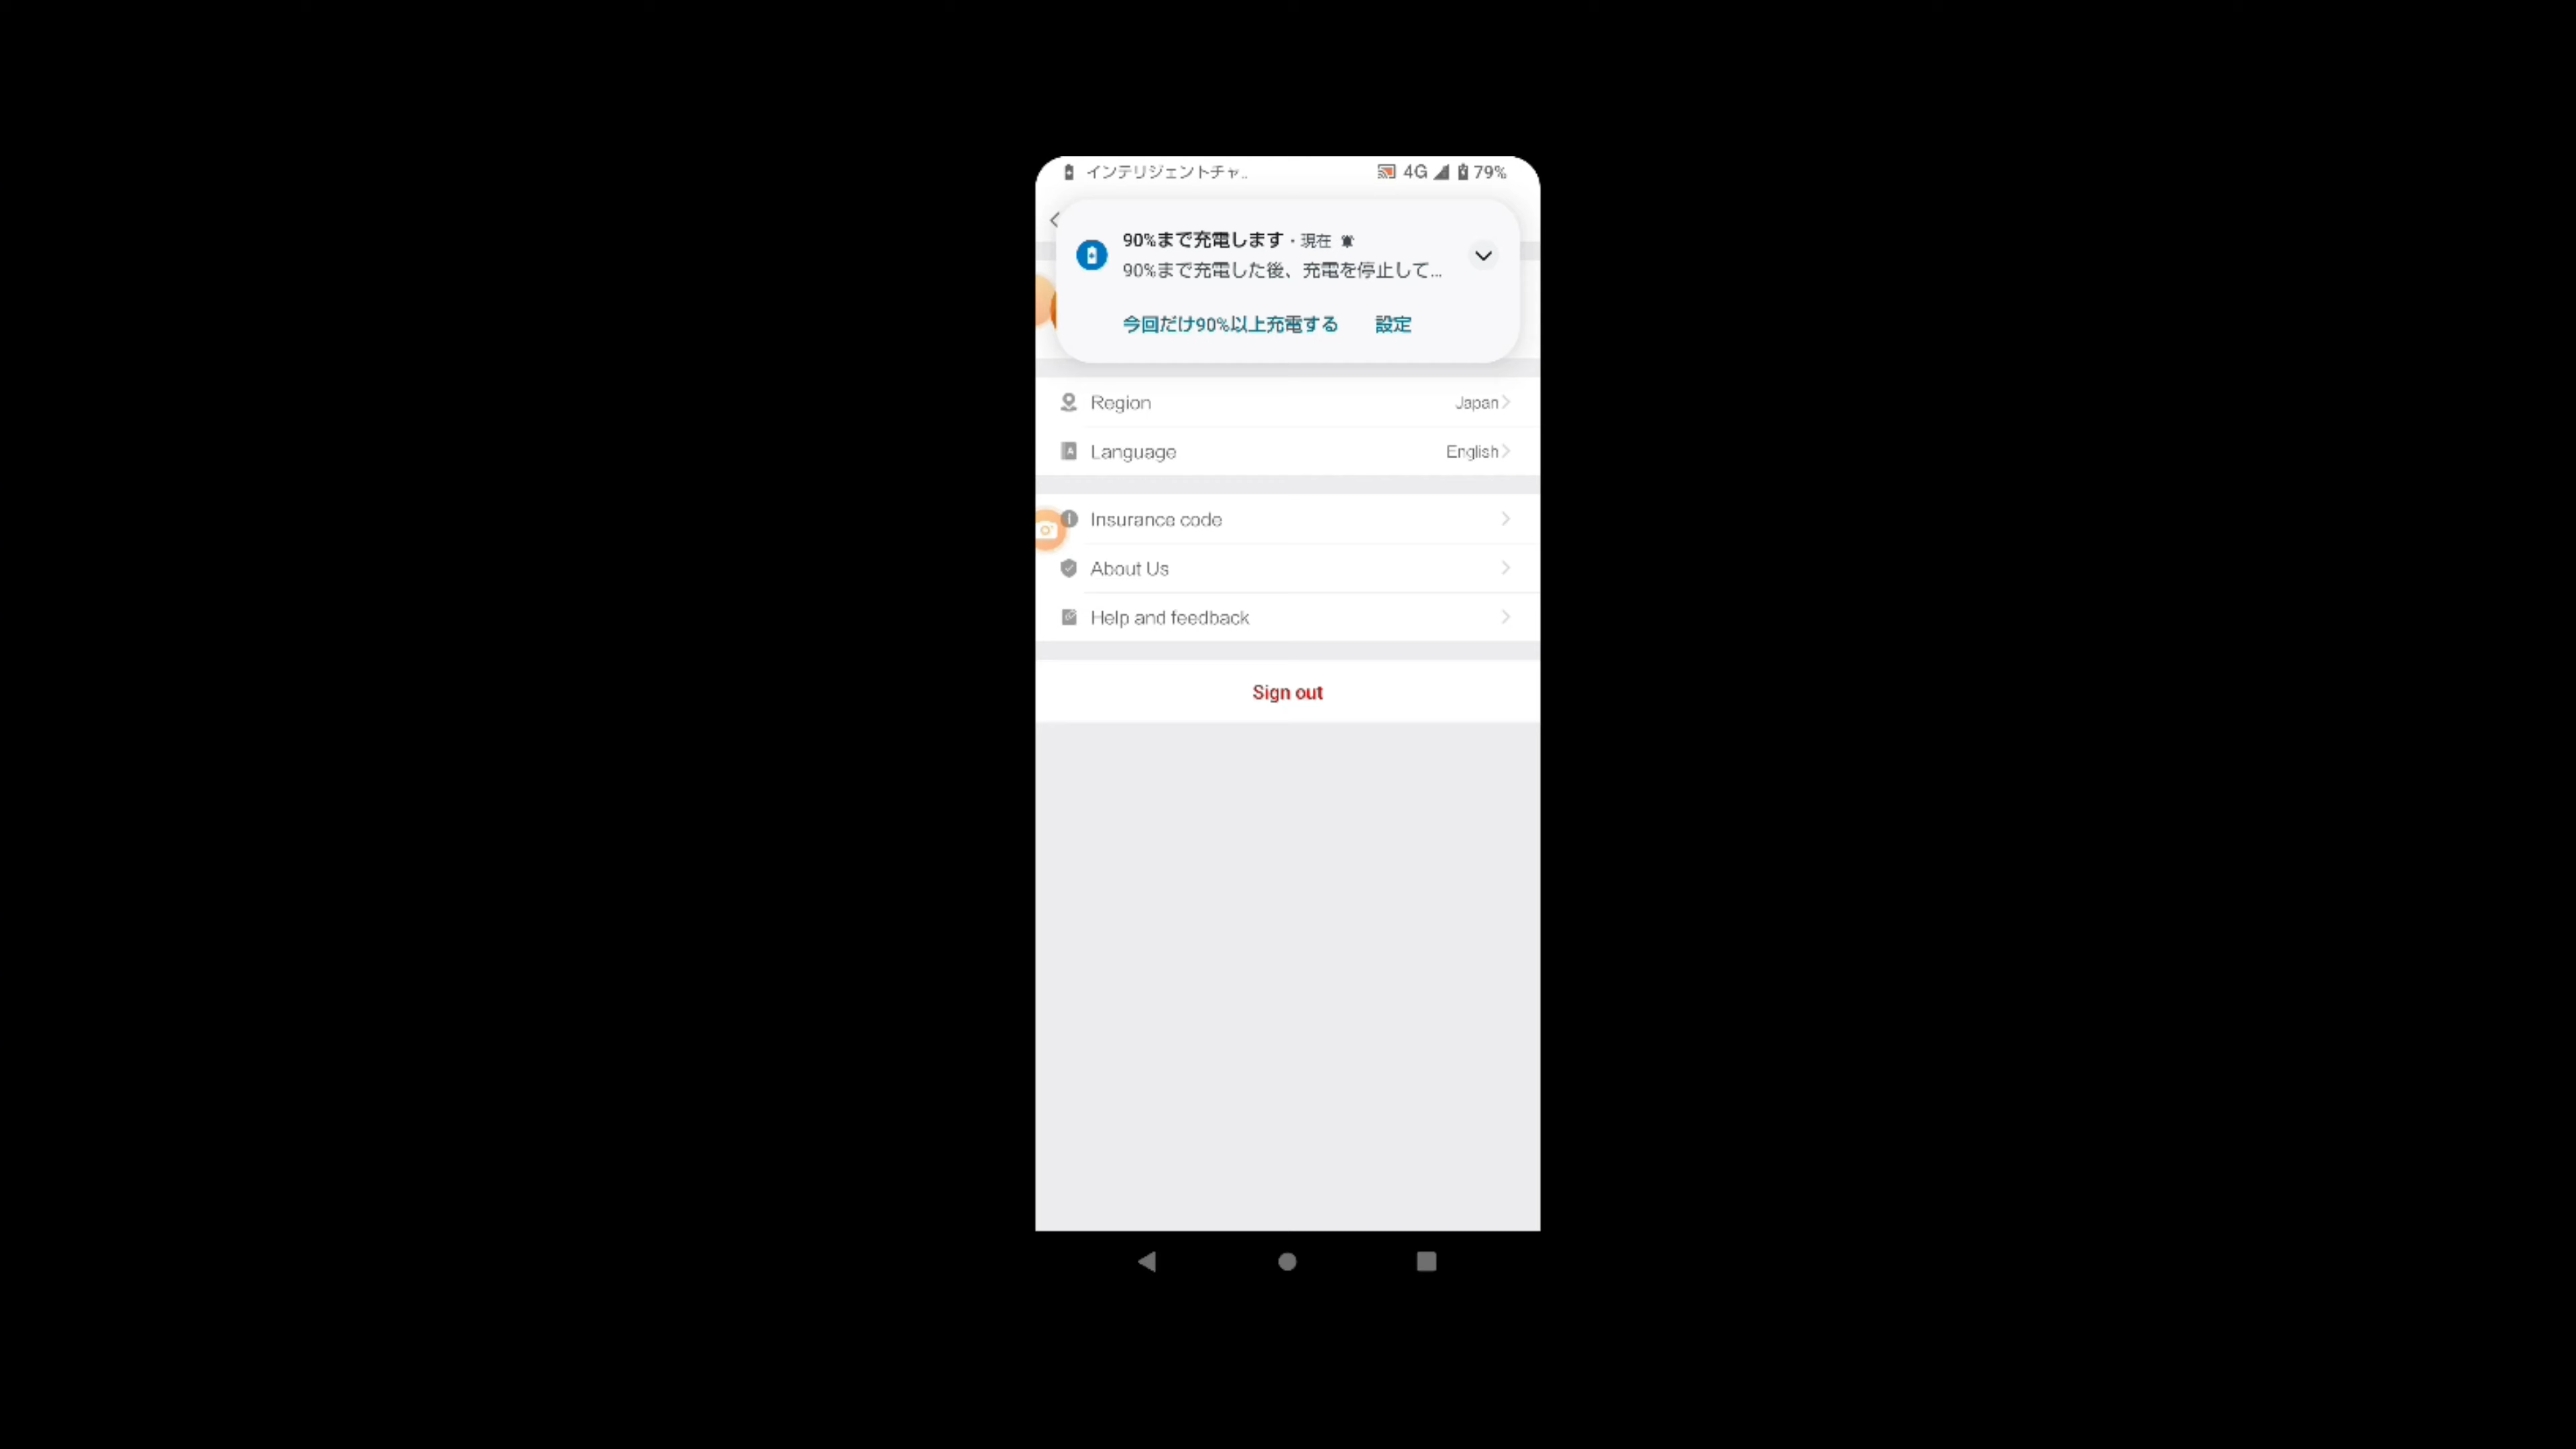 インテリジェントチャ.. 4G 79%
90%まで充電します・現在
90%まで充電した後、充電を停止して...
今回だけ90%以上充電する 設定
Region Japan
Language English
Insurance code
About Us
Help and feedback
Sign out